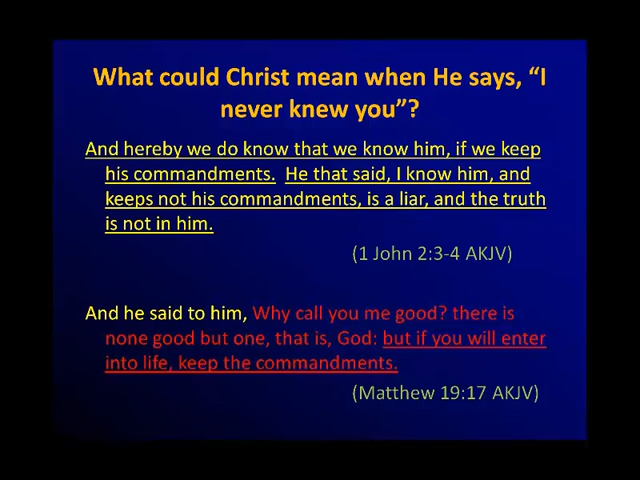 What could Christ mean when He says, “I
never knew you”?
And hereby we do know that we know him, if we keep
his commandments. He that said, I know him, and
keeps not his commandments, is a liar, and the truth
is not in him.
(1 John 2:3-4 AKJV)
And he said to him, Why call you me good? there is
none good but one, that is, God: but if you will enter
into life, keep the commandments.
(Matthew 19:17 AKJV)